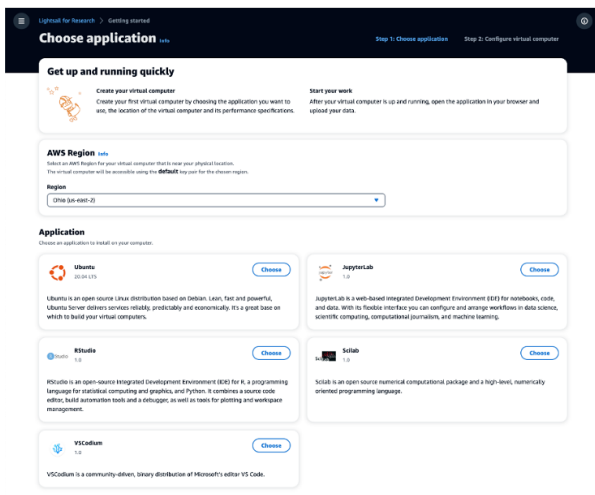 Lightsail for Research > Getting started
Choose application Info
Step 1: Choose application
Step 2: Configure virtual computer
Get up and running quickly
Create your virtual computer
Create your first virtual computer by choosing the application you want to
use, the location of the virtual computer and its performance specifications.
Start your work
After your virtual computer is up and running, open the application in your browser and
upload your data.
AWS Region Info
Select an AWS Region for your virtual computer that is near your physical location.
The virtual computer will be accessible using the default key pair for the chosen region.
Region
Ohio (us-east-2)
Application
Choose an application to install on your computer.
Ubuntu
20.04 LTS
Choose
Ubuntu is an open source Linux distribution based on Debian. Lean, fast and powerful,
Ubuntu Server delivers services reliably, predictably and economically. It's a great base on
which to build your virtual computers.
JupyterLab
1.0
Choose
JupyterLab is a web-based Integrated Development Environment (IDE) for notebooks, code,
and data. With its flexible interface you can configure and arrange workflows in data science,
scientific computing, computational journalism, and machine learning.
Studio
RStudio
1.0
Choose
RStudio is an open-source Integrated Development Environment (IDE) for R, a programming
language for statistical computing and graphics, and Python. It combines a source code
editor, build automation tools and a debugger, as well as tools for plotting and workspace
management.
Scilab
1.0
Choose
Scilab is an open source numerical computational package and a high-level, numerically
oriented programming language.
VSCodium
1.0
Choose
VSCodium is a community-driven, binary distribution of Microsoft's editor VS Code.